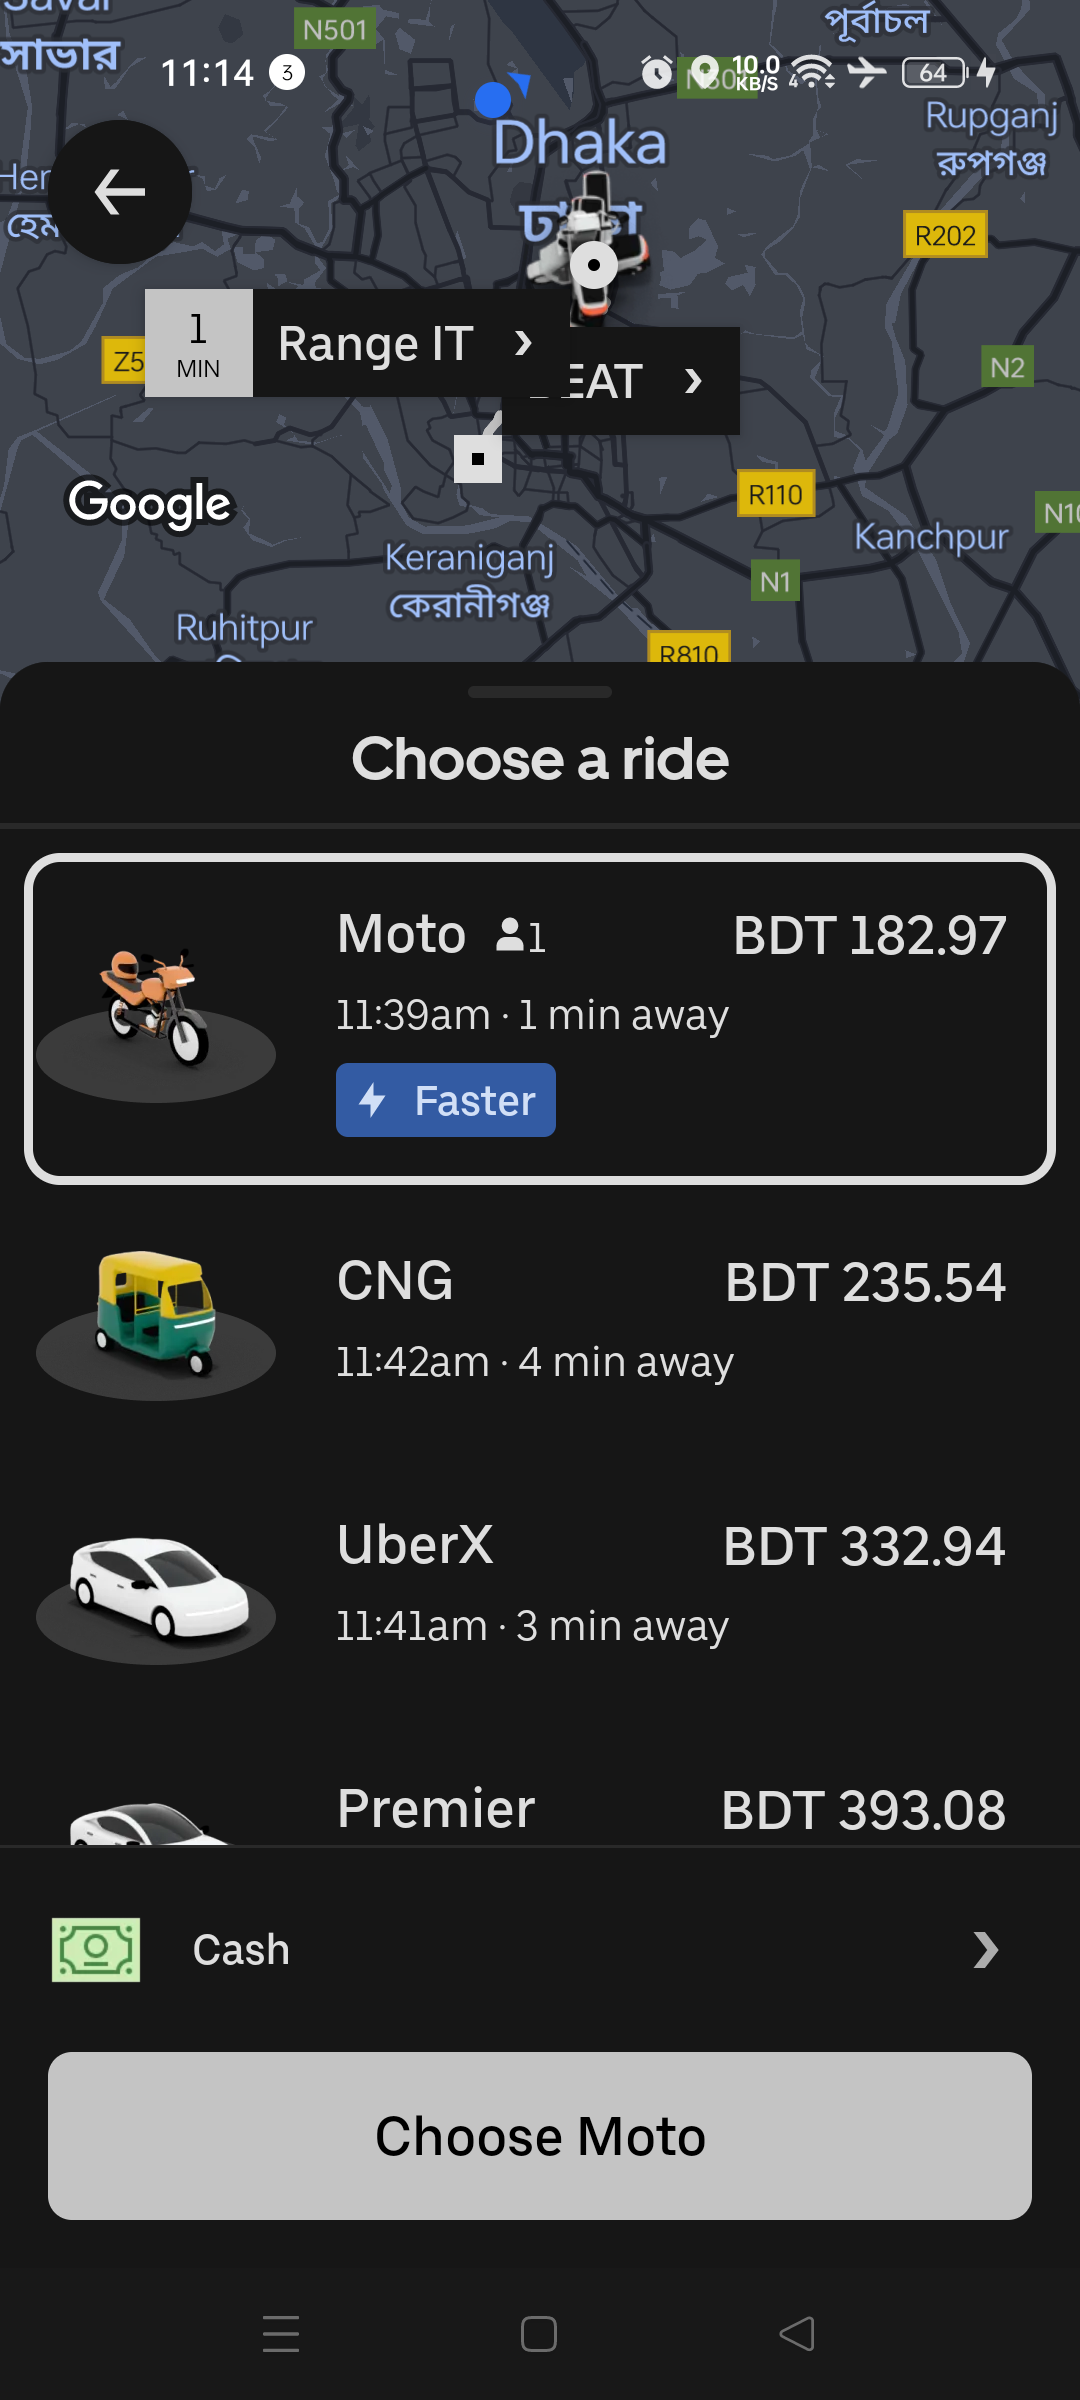 সাভার
N501
পূর্বাচল
11:14
3
10.0
KB/S
4
64
Dhaka
Rupganj
রুপগঞ্জ
R202
1
MIN
Range IT
Z5
EAT
N2
Google
R110
N10
Kanchpur
Keraniganj
কেরানীগঞ্জ
N1
Ruhitpur
R810
Choose a ride
Moto 1 BDT 182.97
11:39am · 1 min away
Faster
CNG BDT 235.54
11:42am · 4 min away
UberX BDT 332.94
11:41am · 3 min away
Premier BDT 393.08
Cash
Choose Moto